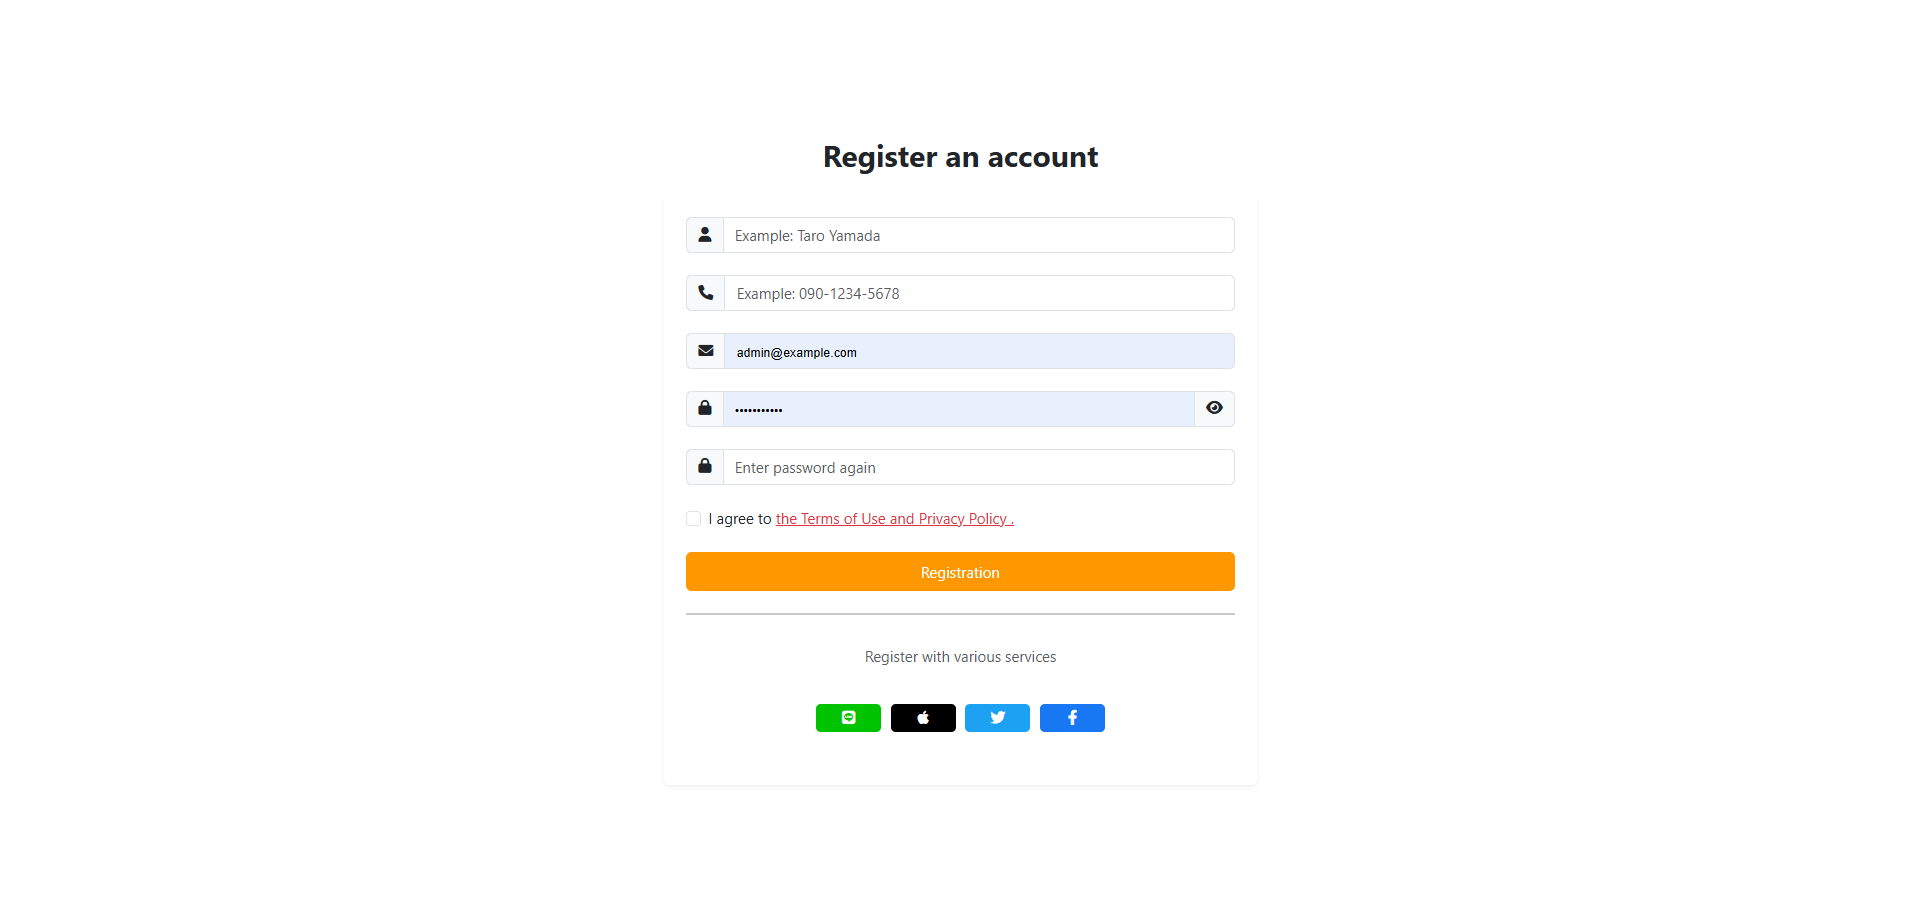 Register an account
Example: Taro Yamada
Example: 090-1234-5678
admin@example.com
•••••••••••
Enter password again
I agree to the Terms of Use and Privacy Policy .
Registration
Register with various services